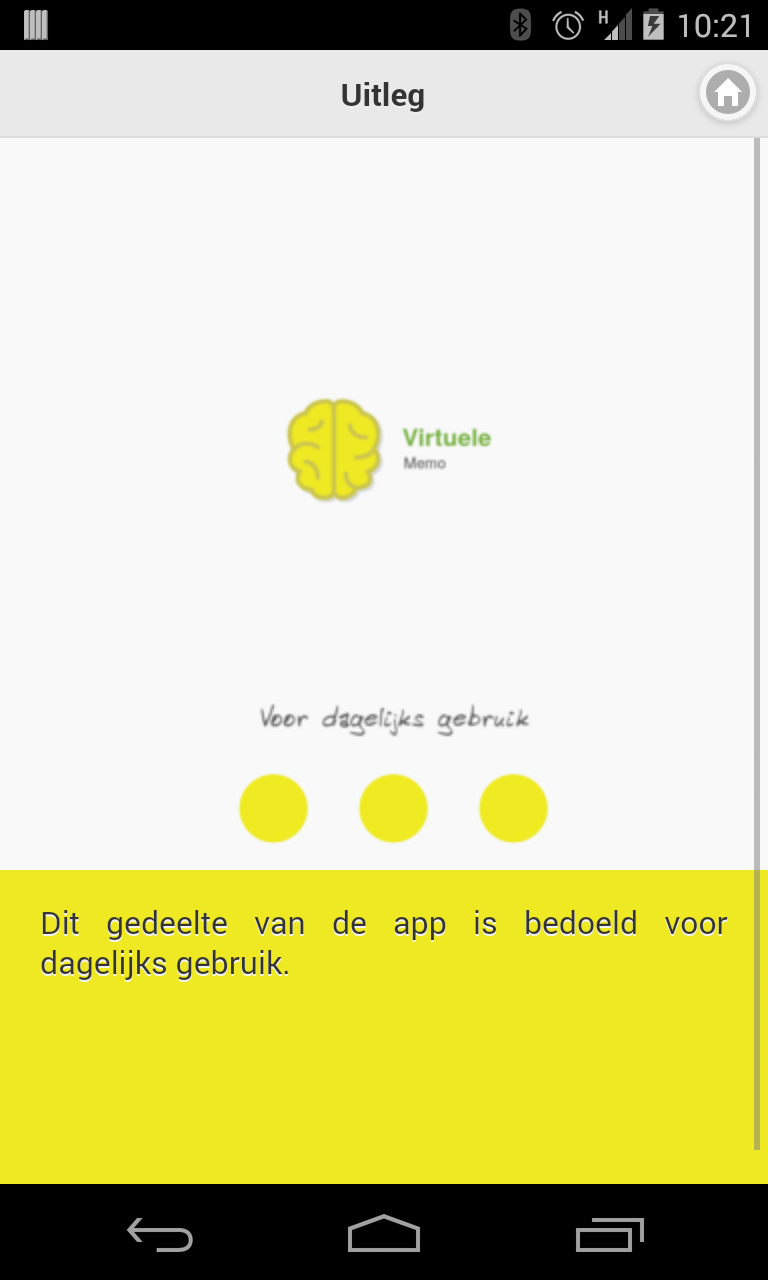 H 10:21
Uitleg
Virtuele
Memo
Voor dagelijks gebruik
Dit gedeelte van de app is bedoeld voor
dagelijks gebruik.